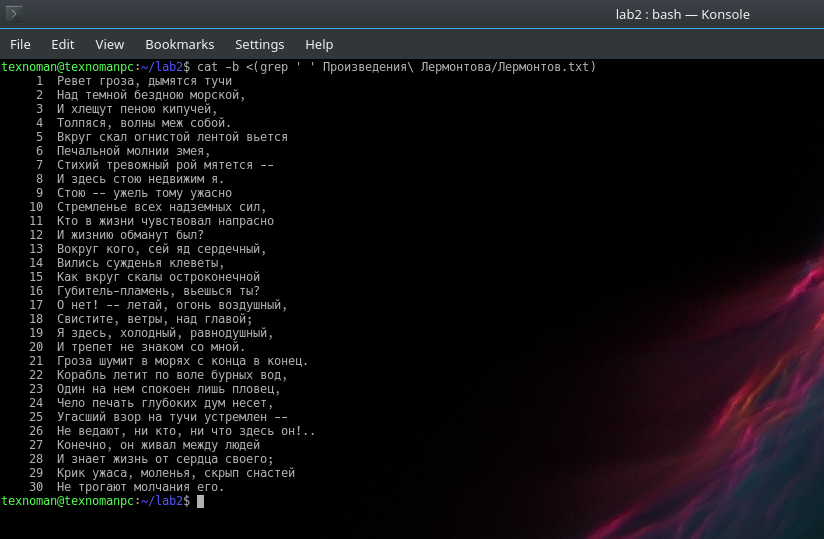 lab2 : bash — Konsole
File Edit View Bookmarks Settings Help
texnoman@texnomanpc:~/lab2$ cat -b <(grep ' ' Произведения\ Лермонтова/Лермонтов.txt)
1 Ревет гроза, дымятся тучи
2 Над темной бездною морской,
3 И хлещут пеною кипучей,
4 Толпяся, волны меж собой.
5 Вкруг скал огнистой лентой вьется
6 Печальной молнии змея,
7 Стихий тревожный рой мятется --
8 И здесь стою недвижим я.
9 Стою -- ужель тому ужасно
10 Стремленье всех надземных сил,
11 Кто в жизни чувствовал напрасно
12 И жизнию обманут был?
13 Вокруг кого, сей яд сердечный,
14 Вились сужденья клеветы,
15 Как вкруг скалы остроконечной
16 Губитель-пламень, вьешься ты?
17 О нет! -- летай, огонь воздушный,
18 Свистите, ветры, над главой;
19 Я здесь, холодный, равнодушный,
20 И трепет не знаком со мной.
21 Гроза шумит в морях с конца в конец.
22 Корабль летит по воле бурных вод,
23 Один на нем спокоен лишь пловец,
24 Чело печать глубоких дум несет,
25 Угасший взор на тучи устремлен --
26 Не ведают, ни кто, ни что здесь он!..
27 Конечно, он живал между людей
28 И знает жизнь от сердца своего;
29 Крик ужаса, моленья, скрып снастей
30 Не трогают молчания его.
texnoman@texnomanpc:~/lab2$